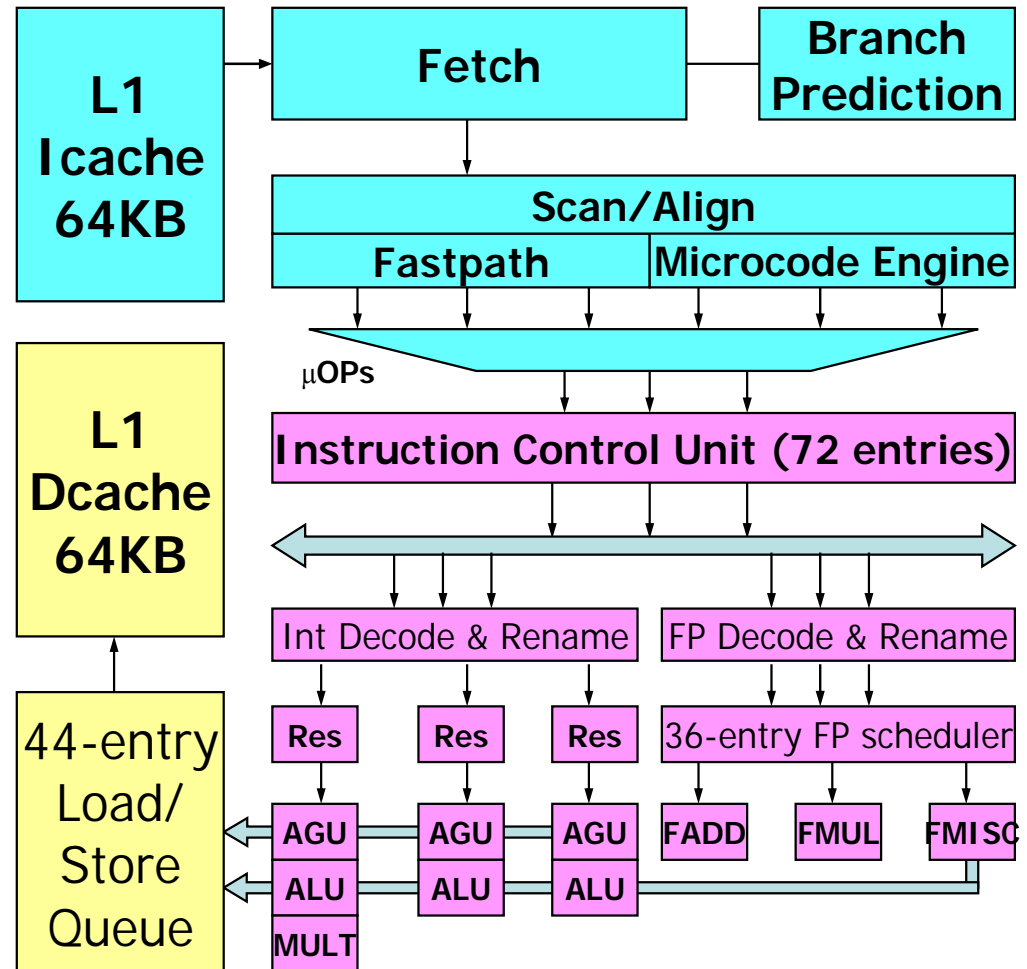 L1
Icache
64KB
Fetch
Branch
Prediction
Scan/Align
Fastpath
Microcode Engine
μOPs
L1
Dcache
64KB
Instruction Control Unit (72 entries)
Int Decode & Rename
FP Decode & Rename
44-entry
Load/
Store
Queue
Res
Res
Res
36-entry FP scheduler
AGU
AGU
AGU
FADD
FMUL
FMISC
ALU
ALU
ALU
MULT